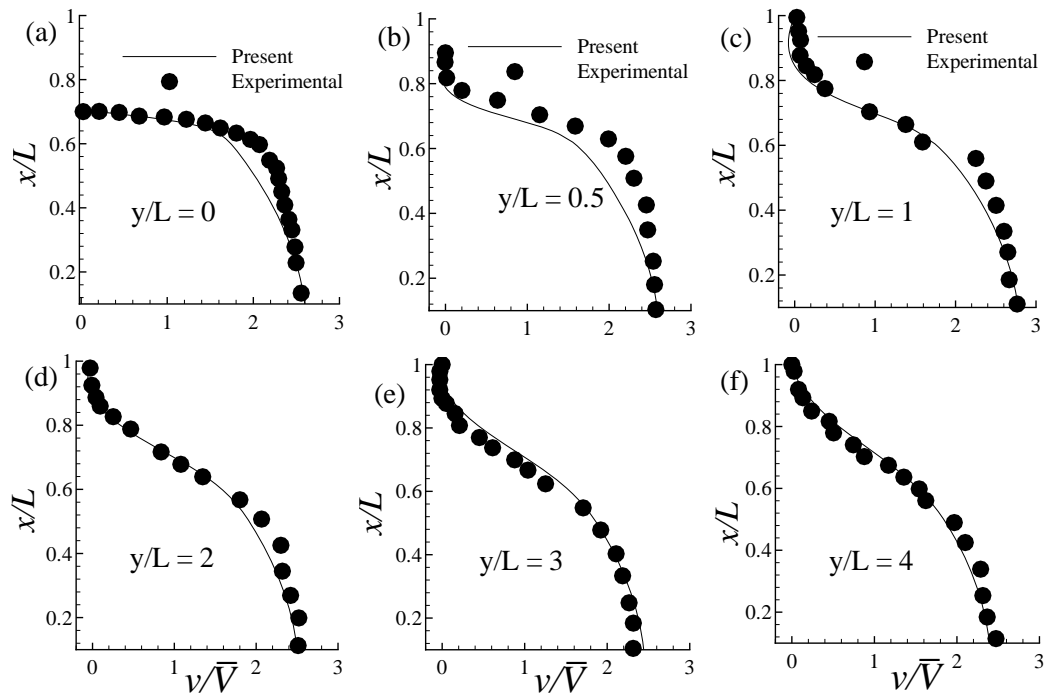 (a)
Present
Experimental
x/L
1
0.8
0.6
0.4
0.2
y/L = 0
0 1 2 3
(b)
Present
Experimental
x/L
1
0.8
0.6
0.4
0.2
y/L = 0.5
0 1 2 3
(c)
Present
Experimental
x/L
1
0.8
0.6
0.4
0.2
y/L = 1
0 1 2 3
(d)
x/L
1
0.8
0.6
0.4
0.2
y/L = 2
0 1 2 3
v/V̅
(e)
x/L
1
0.8
0.6
0.4
0.2
y/L = 3
0 1 2 3
v/V̅
(f)
x/L
1
0.8
0.6
0.4
0.2
y/L = 4
0 1 2 3
v/V̅